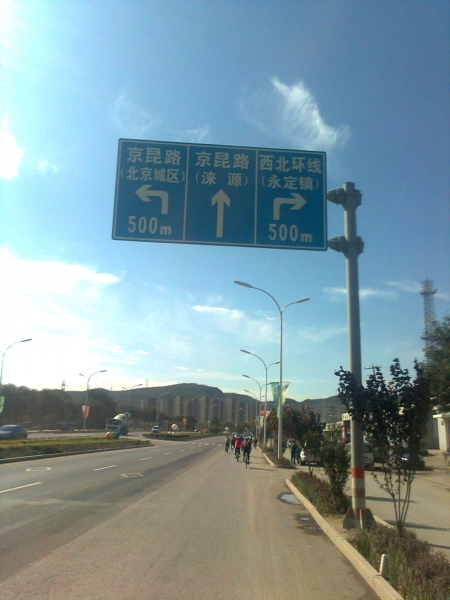 京昆路
(北京城区)
500m
京昆路
(涞源)
西北环线
(永定镇)
500m